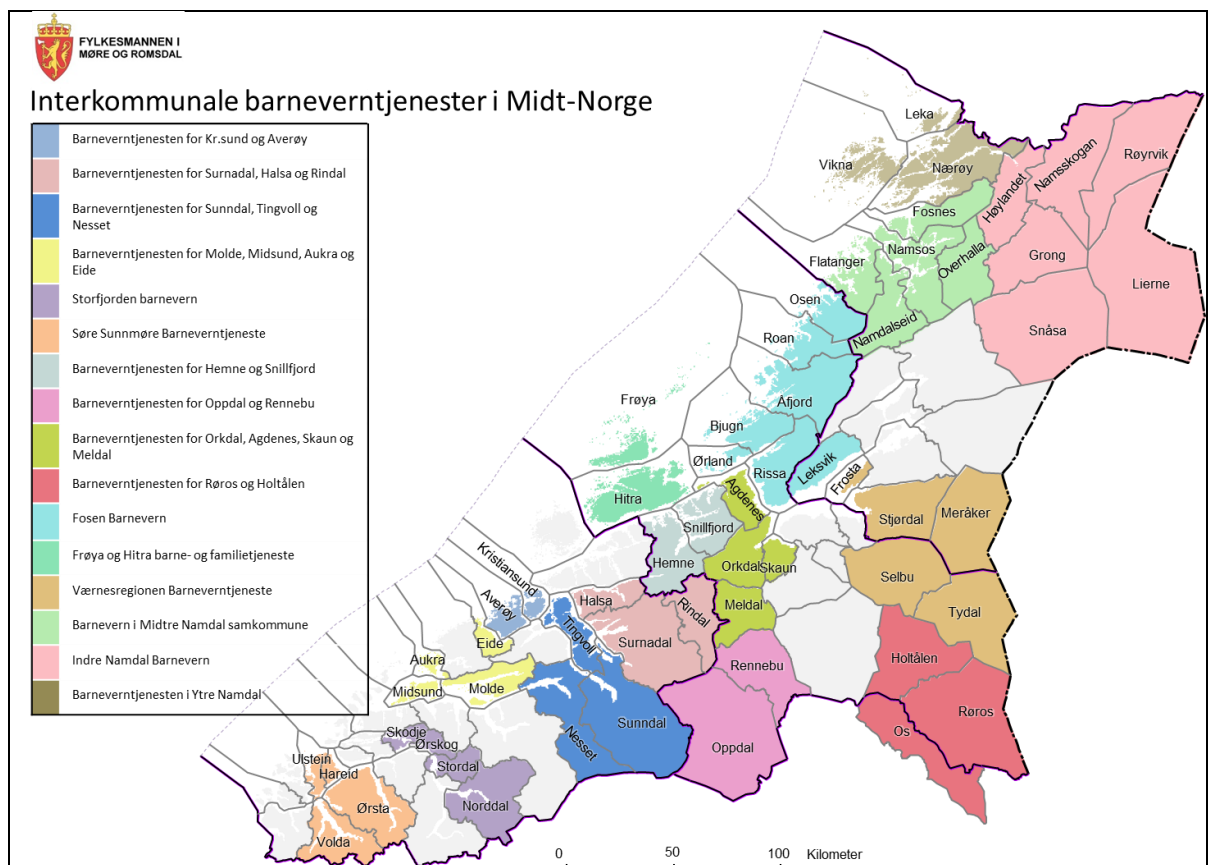 FYLKESMANNEN I
MØRE OG ROMSDAL
Interkommunale barneverntjenester i Midt-Norge
Barneverntjenesten for Kr.sund og Averøy
Barneverntjenesten for Surnadal, Halsa og Rindal
Barneverntjenesten for Sunndal, Tingvoll og
Nesset
Barneverntjenesten for Molde, Midsund, Aukra og
Eide
Storfjorden barnevern
Søre Sunnmøre Barneverntjeneste
Barneverntjenesten for Hemne og Snillfjord
Barneverntjenesten for Oppdal og Rennebu
Barneverntjenesten for Orkdal, Agdenes, Skaun og
Meldal
Barneverntjenesten for Røros og Holtålen
Fosen Barnevern
Frøya og Hitra barne- og familietjeneste
Værnesregionen Barneverntjeneste
Barnevern i Midtre Namdal samkommune
Indre Namdal Barnevern
Barneverntjenesten i Ytre Namdal
Leka
Vikna
Nærøy
Høylandet
Namsskogan
Røyrvik
Fosnes
Namsos
Overhalla
Grong
Lierne
Flatanger
Namdalseid
Snåsa
Osen
Roan
Åfjord
Frøya
Bjugn
Ørland
Rissa
Leksvik
Frosta
Hitra
Agdenes
Snillfjord
Stjørdal
Meråker
Hemne
Orkdal
Skaun
Selbu
Tydal
Kristiansund
Averøy
Halsa
Rindal
Meldal
Tingvoll
Surnadal
Eide
Aukra
Midsund
Molde
Rennebu
Holtålen
Røros
Os
Sunndal
Nesset
Oppdal
Skodje
Ørskog
Stordal
Norddal
Ulstein
Hareid
Ørsta
Volda
0 50 100 Kilometer